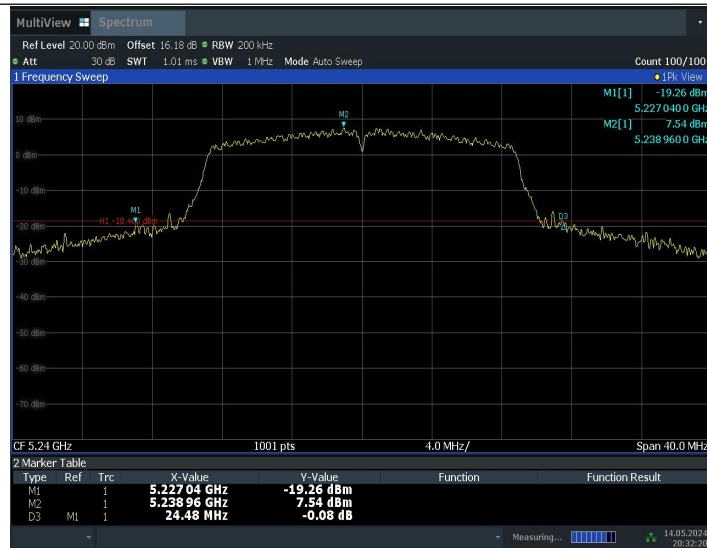 MultiView Spectrum
Ref Level 20.00 dBm Offset 16.18 dB RBW 200 kHz
Att 30 dB SWT 1.01 ms VBW 1 MHz Mode Auto Sweep Count 100/100
1 Frequency Sweep 1Pk View
M1[1] -19.26 dBm
5.227 040 0 GHz
M2[1] 7.54 dBm
5.238 960 0 GHz
10 dBm
M2
0 dBm
-10 dBm
M1
H1 -18.460 dBm
D3
-20 dBm
-30 dBm
-40 dBm
-50 dBm
-60 dBm
-70 dBm
CF 5.24 GHz 1001 pts 4.0 MHz/ Span 40.0 MHz
2 Marker Table
Type Ref Trc X-Value Y-Value Function Function Result
M1 1 5.227 04 GHz -19.26 dBm
M2 1 5.238 96 GHz 7.54 dBm
D3 M1 1 24.48 MHz -0.08 dB
Measuring... 14.05.2024
20:32:20